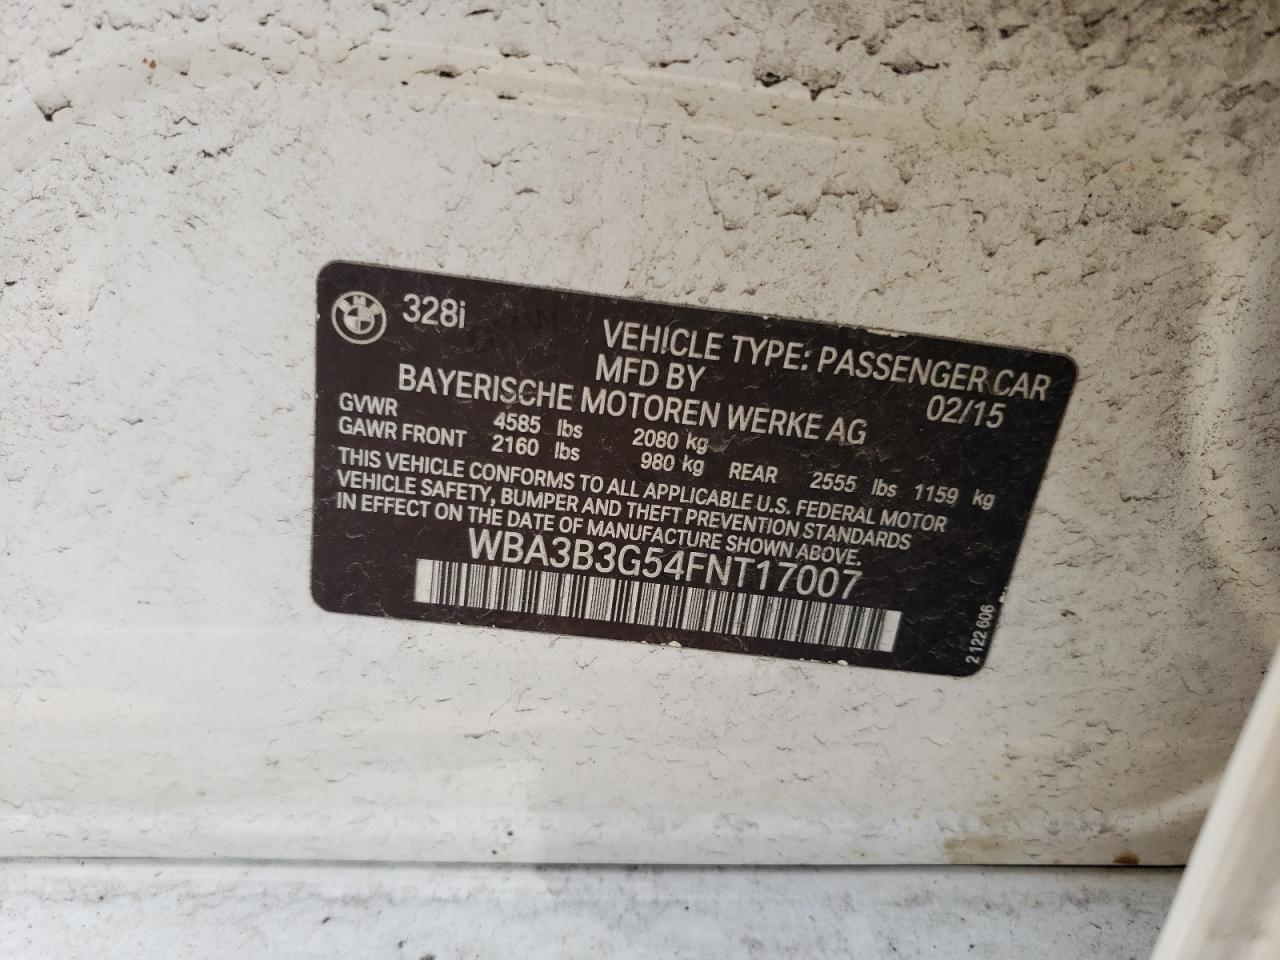 BMW
328i
VEHICLE TYPE: PASSENGER CAR
MFD BY
02/15
BAYERISCHE MOTOREN WERKE AG
GVWR 4585 lbs 2080 kg
GAWR FRONT 2160 lbs 980 kg REAR 2555 lbs 1159 kg
THIS VEHICLE CONFORMS TO ALL APPLICABLE U.S. FEDERAL MOTOR
VEHICLE SAFETY, BUMPER AND THEFT PREVENTION STANDARDS
IN EFFECT ON THE DATE OF MANUFACTURE SHOWN ABOVE.
WBA3B3G54FNT17007
2 122 606